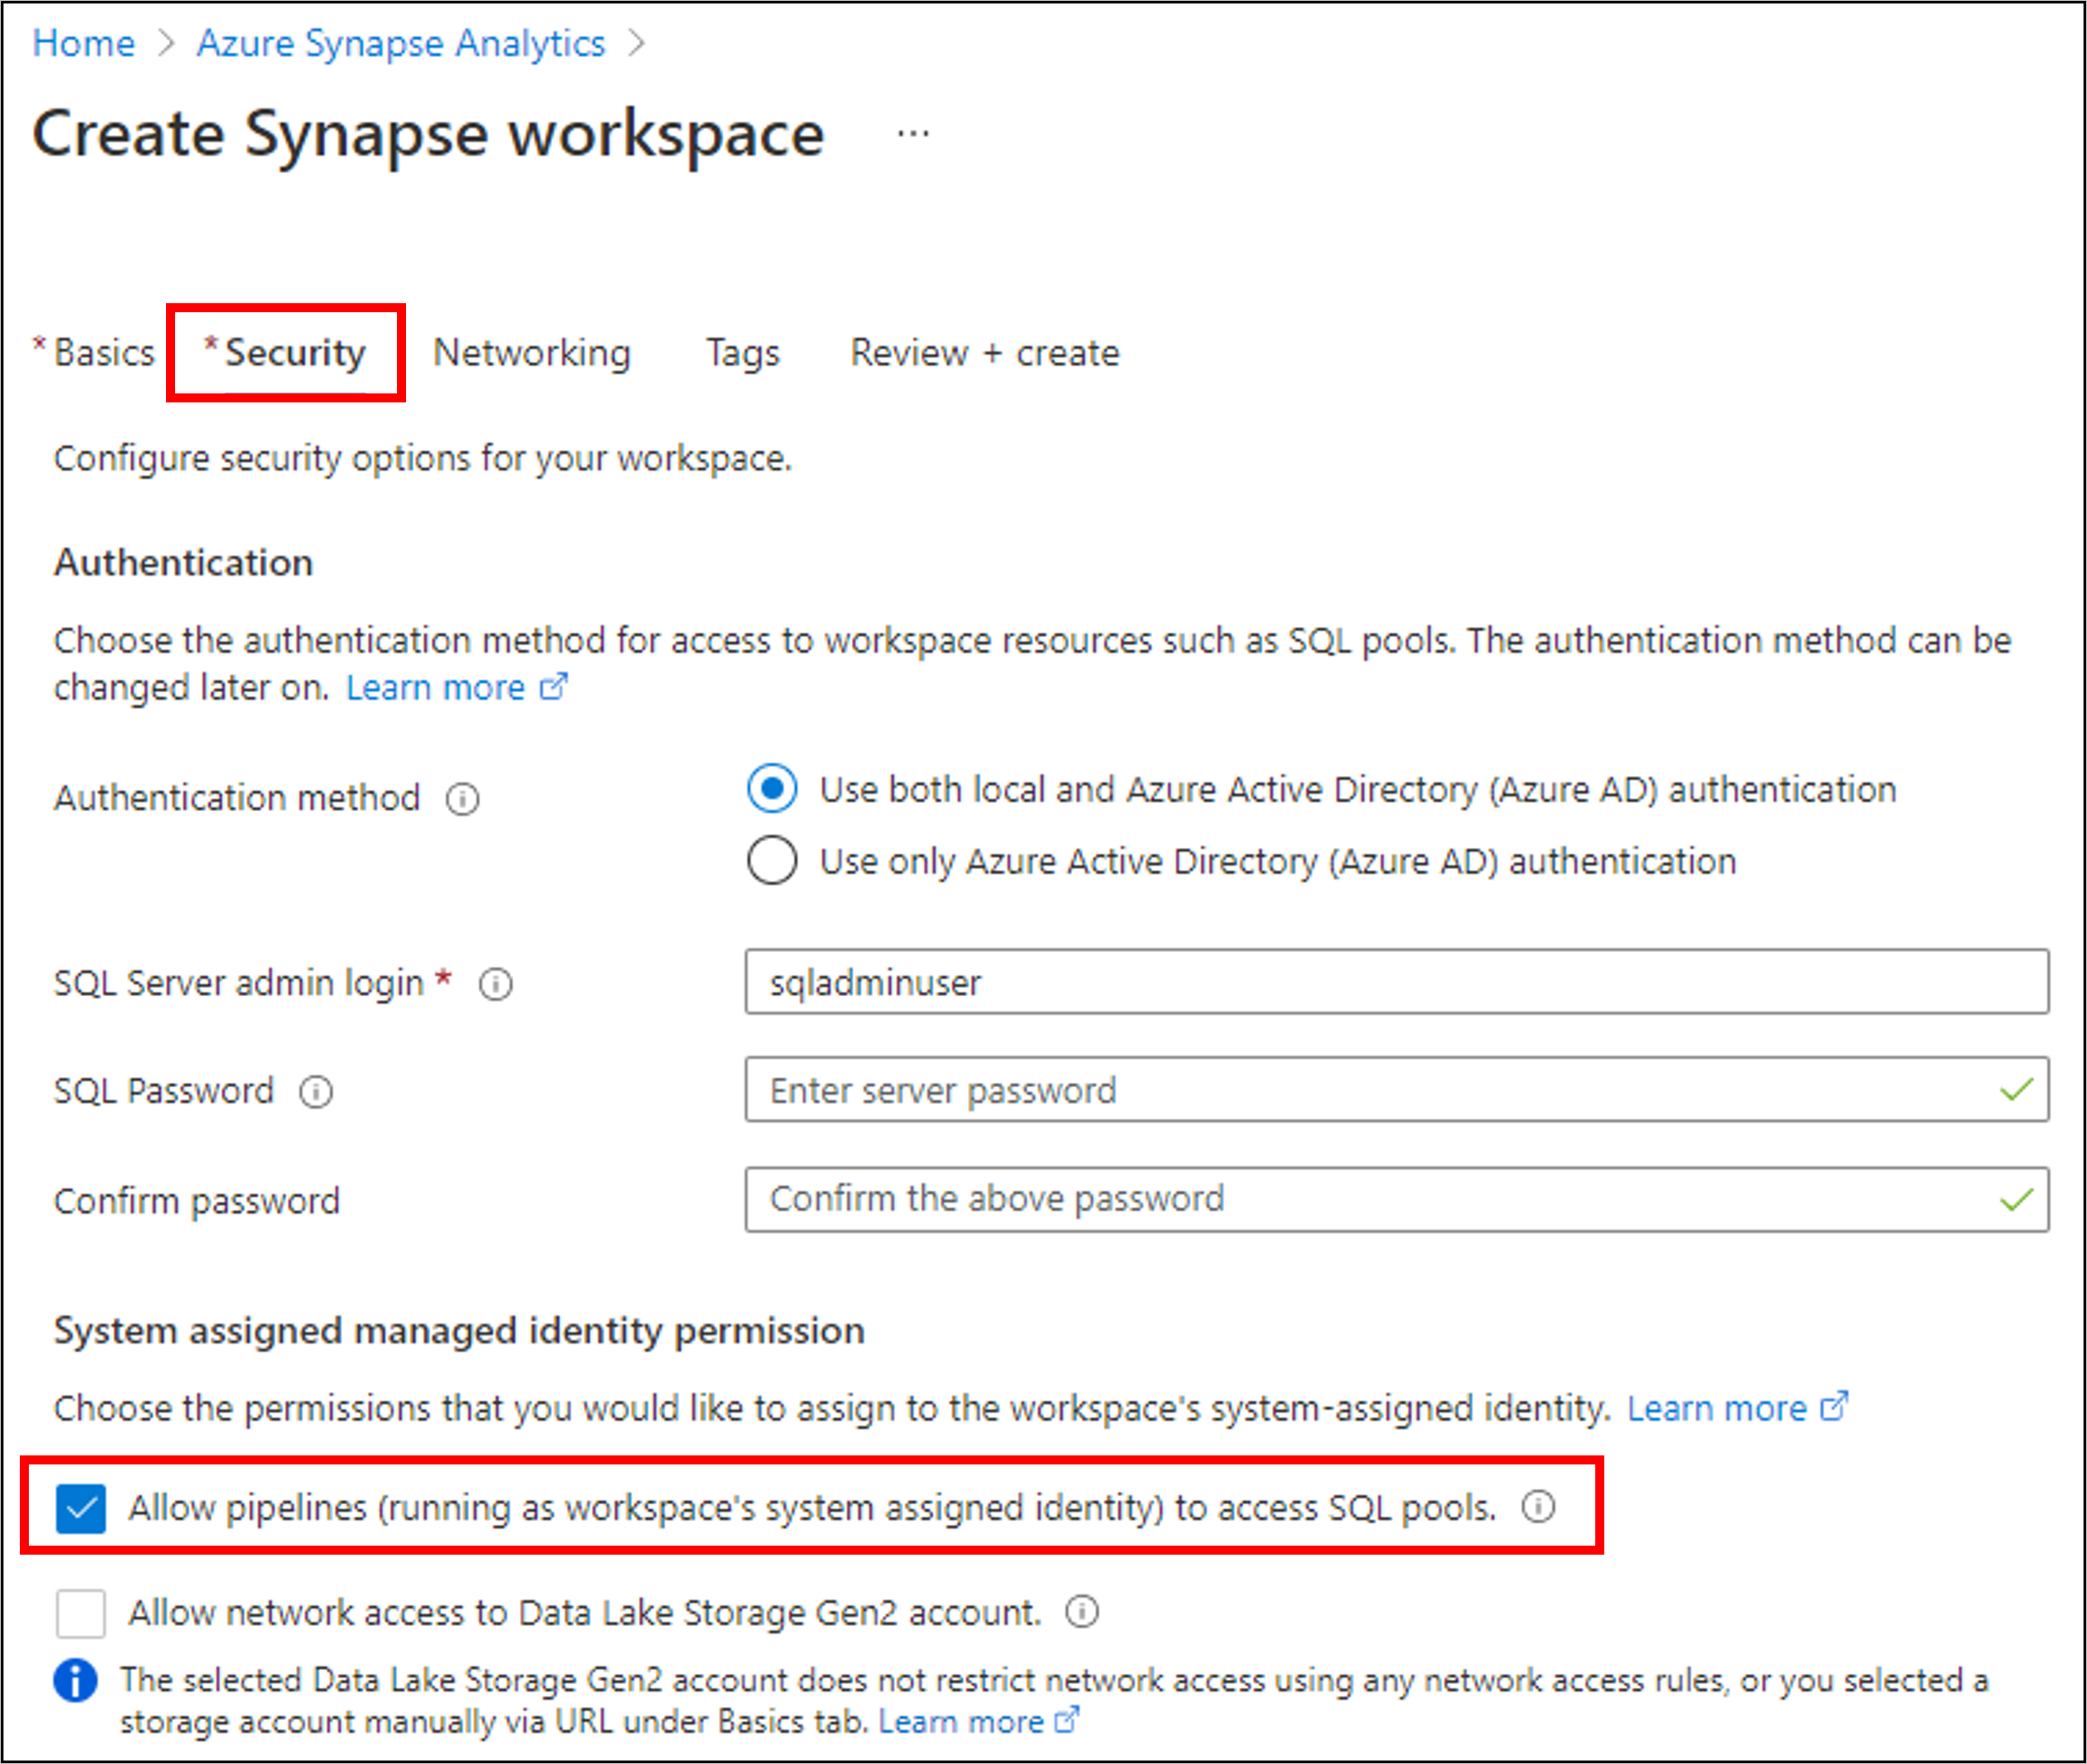 Home > Azure Synapse Analytics >
Create Synapse workspace ...
* Basics * Security Networking Tags Review + create
Configure security options for your workspace.
Authentication
Choose the authentication method for access to workspace resources such as SQL pools. The authentication method can be
changed later on. Learn more
Authentication method
Use both local and Azure Active Directory (Azure AD) authentication
Use only Azure Active Directory (Azure AD) authentication
SQL Server admin login * sqladminuser
SQL Password Enter server password
Confirm password Confirm the above password
System assigned managed identity permission
Choose the permissions that you would like to assign to the workspace's system-assigned identity. Learn more
Allow pipelines (running as workspace's system assigned identity) to access SQL pools.
Allow network access to Data Lake Storage Gen2 account.
The selected Data Lake Storage Gen2 account does not restrict network access using any network access rules, or you selected a
storage account manually via URL under Basics tab. Learn more